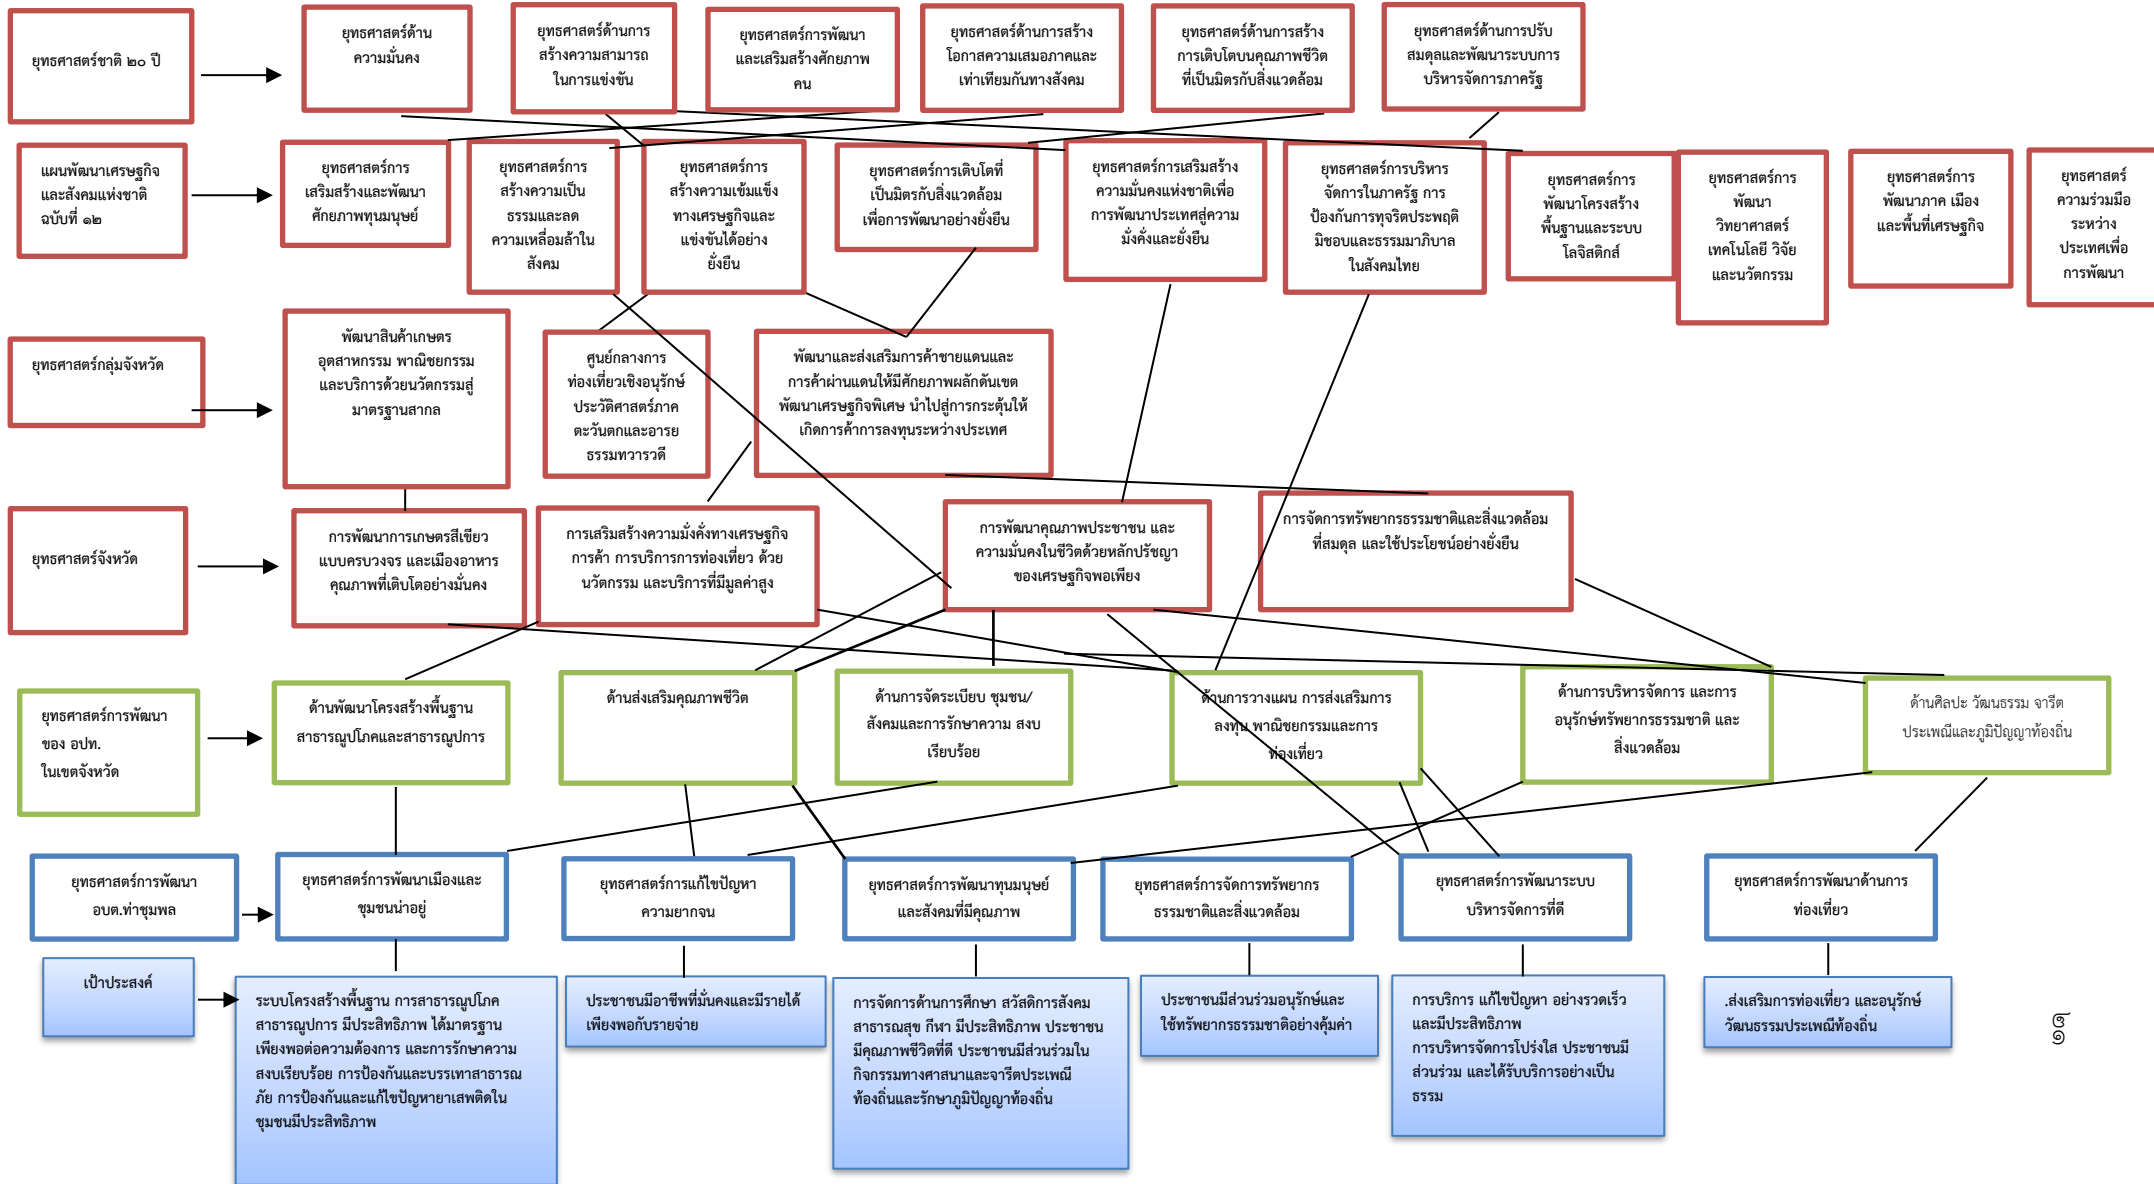 ยุทธศาสตร์ชาติ ๒๐ ปี
ยุทธศาสตร์ด้าน
ความมั่นคง
ยุทธศาสตร์ด้านการ
สร้างความสามารถ
ในการแข่งขัน
ยุทธศาสตร์การพัฒนา
และเสริมสร้างศักยภาพ
คน
ยุทธศาสตร์ด้านการสร้าง
โอกาสความเสมอภาคและ
เท่าเทียมกันทางสังคม
ยุทธศาสตร์ด้านการสร้าง
การเติบโตบนคุณภาพชีวิต
ที่เป็นมิตรกับสิ่งแวดล้อม
ยุทธศาสตร์ด้านการปรับ
สมดุลและพัฒนาระบบการ
บริหารจัดการภาครัฐ
แผนพัฒนาเศรษฐกิจ
และสังคมแห่งชาติ
ฉบับที่ ๑๒
ยุทธศาสตร์การ
เสริมสร้างและพัฒนา
ศักยภาพทุนมนุษย์
ยุทธศาสตร์การ
สร้างความเป็น
ธรรมและลด
ความเหลื่อมล้ำใน
สังคม
ยุทธศาสตร์การ
สร้างความเข้มแข็ง
ทางเศรษฐกิจและ
แข่งขันได้อย่าง
ยั่งยืน
ยุทธศาสตร์การเติบโตที่
เป็นมิตรกับสิ่งแวดล้อม
เพื่อการพัฒนาอย่างยั่งยืน
ยุทธศาสตร์การเสริมสร้าง
ความมั่นคงแห่งชาติเพื่อ
การพัฒนาประเทศสู่ความ
มั่งคั่งและยั่งยืน
ยุทธศาสตร์การบริหาร
จัดการในภาครัฐ การ
ป้องกันการทุจริตประพฤติ
มิชอบและธรรมมาภิบาล
ในสังคมไทย
ยุทธศาสตร์การ
พัฒนาโครงสร้าง
พื้นฐานและระบบ
โลจิสติกส์
ยุทธศาสตร์การ
พัฒนา
วิทยาศาสตร์
เทคโนโลยี วิจัย
และนวัตกรรม
ยุทธศาสตร์การ
พัฒนาภาค เมือง
และพื้นที่เศรษฐกิจ
ยุทธศาสตร์
ความร่วมมือ
ระหว่าง
ประเทศเพื่อ
การพัฒนา
ยุทธศาสตร์กลุ่มจังหวัด
พัฒนาสินค้าเกษตร
อุตสาหกรรม พาณิชยกรรม
และบริการด้วยนวัตกรรมสู่
มาตรฐานสากล
ศูนย์กลางการ
ท่องเที่ยวเชิงอนุรักษ์
ประวัติศาสตร์ภาค
ตะวันตกและอารย
ธรรมทวารวดี
พัฒนาและส่งเสริมการค้าชายแดนและ
การค้าผ่านแดนให้มีศักยภาพผลักดันเขต
พัฒนาเศรษฐกิจพิเศษ นำไปสู่การกระตุ้นให้
เกิดการค้าการลงทุนระหว่างประเทศ
ยุทธศาสตร์จังหวัด
การพัฒนาการเกษตรสีเขียว
แบบครบวงจร และเมืองอาหาร
คุณภาพที่เติบโตอย่างมั่นคง
การเสริมสร้างความมั่งคั่งทางเศรษฐกิจ
การค้า การบริการการท่องเที่ยว ด้วย
นวัตกรรม และบริการที่มีมูลค่าสูง
การพัฒนาคุณภาพประชาชน และ
ความมั่นคงในชีวิตด้วยหลักปรัชญา
ของเศรษฐกิจพอเพียง
การจัดการทรัพยากรธรรมชาติและสิ่งแวดล้อม
ที่สมดุล และใช้ประโยชน์อย่างยั่งยืน
ยุทธศาสตร์การพัฒนา
ของ อปท.
ในเขตจังหวัด
ด้านพัฒนาโครงสร้างพื้นฐาน
สาธารณูปโภคและสาธารณูปการ
ด้านส่งเสริมคุณภาพชีวิต
ด้านการจัดระเบียบ ชุมชน/
สังคมและการรักษาความ สงบ
เรียบร้อย
ด้านการวางแผน การส่งเสริมการ
ลงทุน พาณิชยกรรมและการ
ท่องเที่ยว
ด้านการบริหารจัดการ และการ
อนุรักษ์ทรัพยากรธรรมชาติ และ
สิ่งแวดล้อม
ด้านศิลปะ วัฒนธรรม จารีต
ประเพณีและภูมิปัญญาท้องถิ่น
ยุทธศาสตร์การพัฒนา
อบต.ท่าชุมพล
ยุทธศาสตร์การพัฒนาเมืองและ
ชุมชนน่าอยู่
ยุทธศาสตร์การแก้ไขปัญหา
ความยากจน
ยุทธศาสตร์การพัฒนาทุนมนุษย์
และสังคมที่มีคุณภาพ
ยุทธศาสตร์การจัดการทรัพยากร
ธรรมชาติและสิ่งแวดล้อม
ยุทธศาสตร์การพัฒนาระบบ
บริหารจัดการที่ดี
ยุทธศาสตร์การพัฒนาด้านการ
ท่องเที่ยว
เป้าประสงค์
ระบบโครงสร้างพื้นฐาน การสาธารณูปโภค
สาธารณูปการ มีประสิทธิภาพ ได้มาตรฐาน
เพียงพอต่อความต้องการ และการรักษาความ
สงบเรียบร้อย การป้องกันและบรรเทาสาธารณ
ภัย การป้องกันและแก้ไขปัญหายาเสพติดใน
ชุมชนมีประสิทธิภาพ
ประชาชนมีอาชีพที่มั่นคงและมีรายได้
เพียงพอกับรายจ่าย
การจัดการด้านการศึกษา สวัสดิการสังคม
สาธารณสุข กีฬา มีประสิทธิภาพ ประชาชน
มีคุณภาพชีวิตที่ดี ประชาชนมีส่วนร่วมใน
กิจกรรมทางศาสนาและจารีตประเพณี
ท้องถิ่นและรักษาภูมิปัญญาท้องถิ่น
ประชาชนมีส่วนร่วมอนุรักษ์และ
ใช้ทรัพยากรธรรมชาติอย่างคุ้มค่า
การบริการ แก้ไขปัญหา อย่างรวดเร็ว
และมีประสิทธิภาพ
การบริหารจัดการโปร่งใส ประชาชนมี
ส่วนร่วม และได้รับบริการอย่างเป็น
ธรรม
.ส่งเสริมการท่องเที่ยว และอนุรักษ์
วัฒนธรรมประเพณีท้องถิ่น